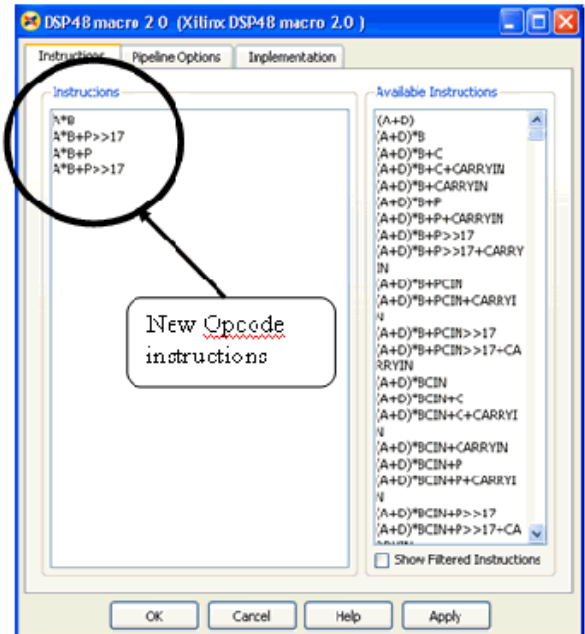 DSP48 macro 2.0 (Xilinx DSP48 macro 2.0 )
Instructions
Pipeline Options
Implementation
Instructions
A*B
A*B+P>>17
A*B+P
A*B+P>>17
New Opcode
instructions
Available Instructions
(A+D)
(A+D)*B
(A+D)*B+C
(A+D)*B+C+CARRYIN
(A+D)*B+CARRYIN
(A+D)*B+P
(A+D)*B+P+CARRYIN
(A+D)*B+P>>17
(A+D)*B+P>>17+CARRY
IN
(A+D)*B+PCIN
(A+D)*B+PCIN+CARRYI
N
(A+D)*B+PCIN>>17
(A+D)*B+PCIN>>17+CA
RRYIN
(A+D)*BCIN
(A+D)*BCIN+C
(A+D)*BCIN+C+CARRYI
N
(A+D)*BCIN+CARRYIN
(A+D)*BCIN+P
(A+D)*BCIN+P+CARRYI
N
(A+D)*BCIN+P>>17
(A+D)*BCIN+P>>17+CA
Show Filtered Instructions
OK
Cancel
Help
Apply